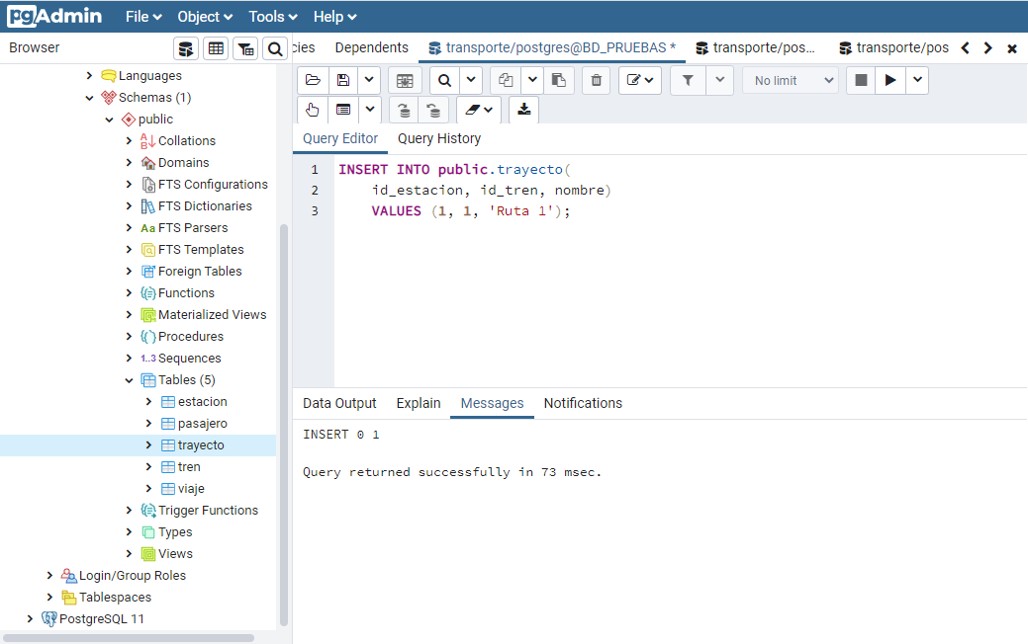 pgAdmin File Object Tools Help
Browser
cies Dependents transporte/postgres@BD_PRUEBAS * transporte/pos... transporte/pos
No limit
Languages
Schemas (1)
public
Collations
Domains
FTS Configurations
FTS Dictionaries
Aa FTS Parsers
FTS Templates
Foreign Tables
Functions
Materialized Views
Procedures
1..3 Sequences
Tables (5)
estacion
pasajero
trayecto
tren
viaje
Trigger Functions
Types
Views
Login/Group Roles
Tablespaces
PostgreSQL 11
Query Editor Query History
1 INSERT INTO public.trayecto(
2 id_estacion, id_tren, nombre)
3 VALUES (1, 1, 'Ruta 1');
Data Output Explain Messages Notifications
INSERT 0 1
Query returned successfully in 73 msec.